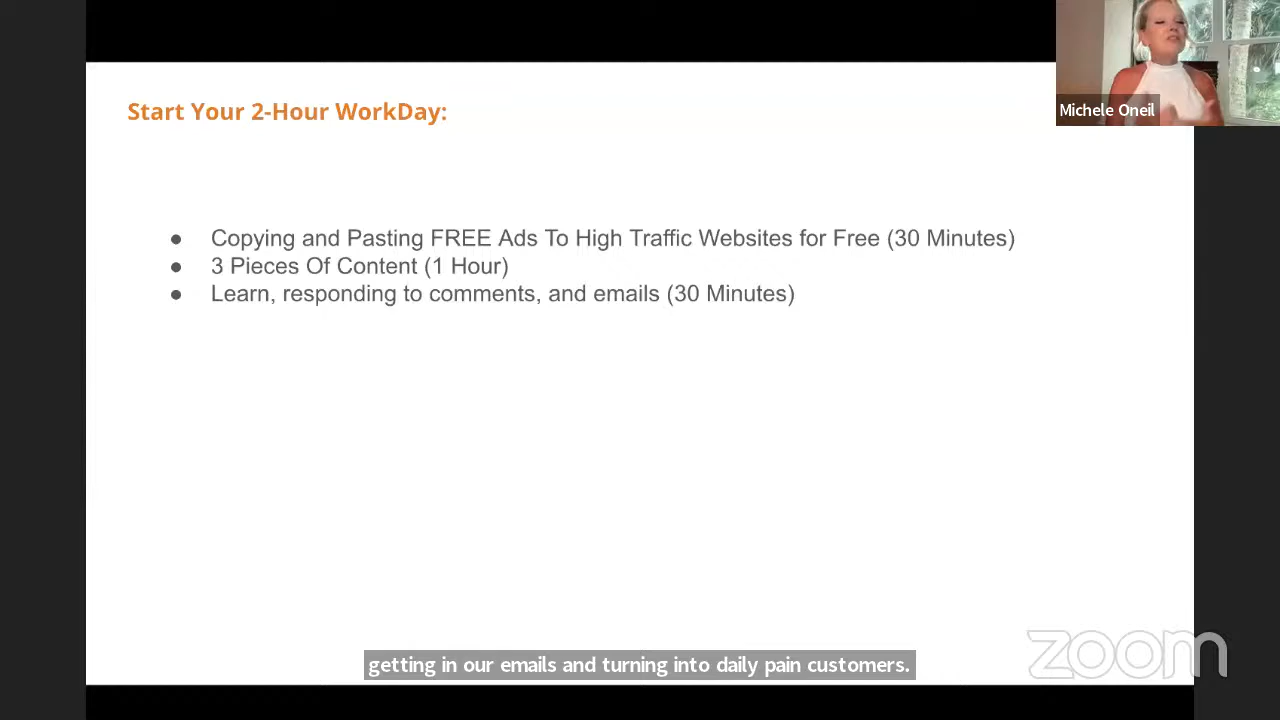 Michele Oneil
Start Your 2-Hour WorkDay:
● Copying and Pasting FREE Ads To High Traffic Websites for Free (30 Minutes)
● 3 Pieces Of Content (1 Hour)
● Learn, responding to comments, and emails (30 Minutes)
getting in our emails and turning into daily pain customers.
zoom